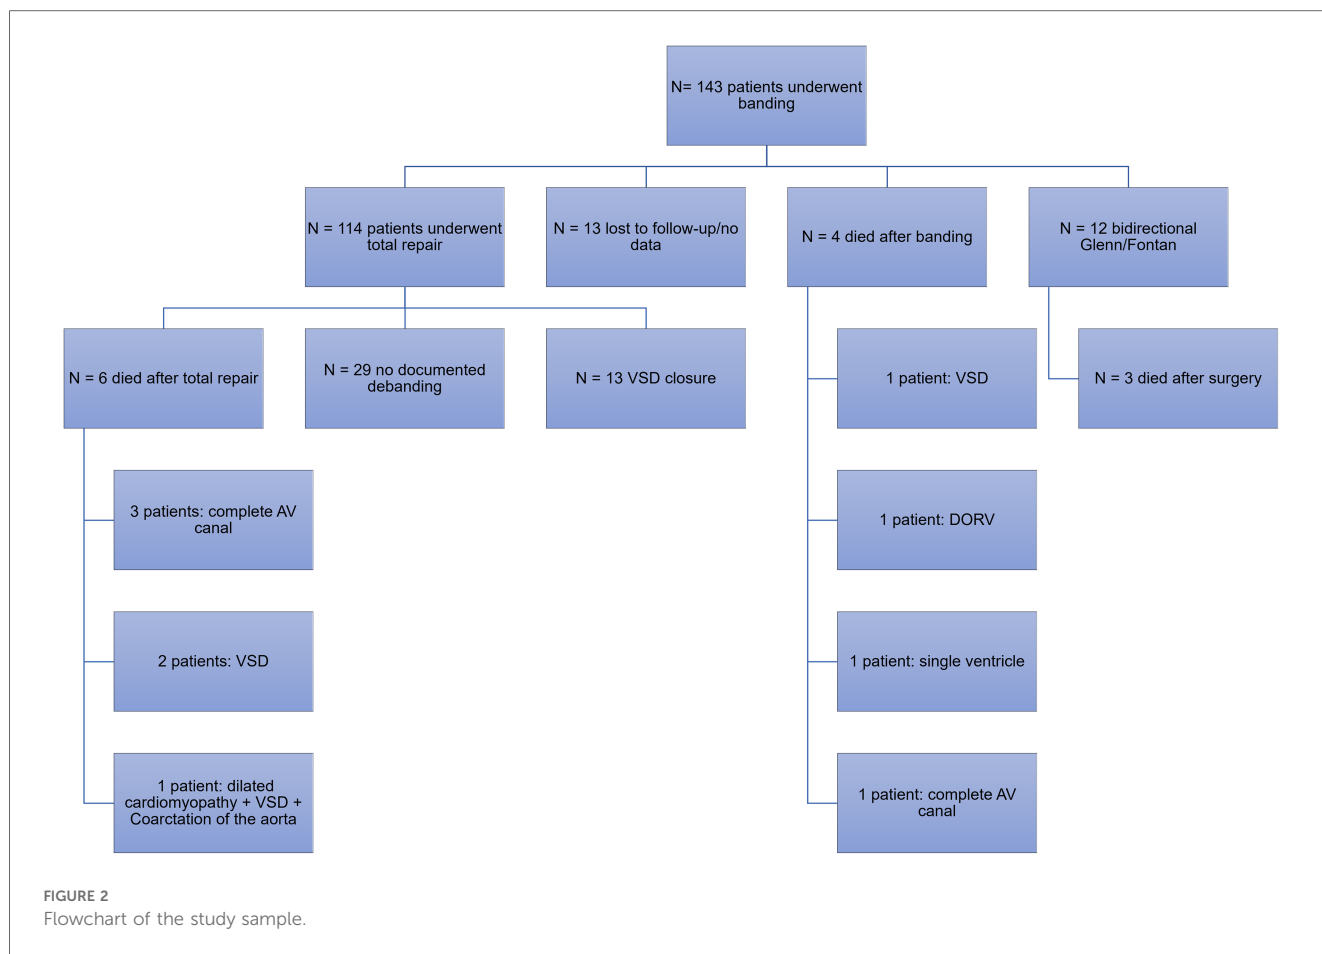 N= 143 patients underwent
banding
N = 114 patients underwent
total repair
N = 13 lost to follow-up/no
data
N = 4 died after banding
N = 12 bidirectional
Glenn/Fontan
N = 6 died after total repair
N = 29 no documented
debanding
N = 13 VSD closure
1 patient: VSD
N = 3 died after surgery
3 patients: complete AV
canal
1 patient: DORV
2 patients: VSD
1 patient: single ventricle
1 patient: dilated
cardiomyopathy + VSD +
Coarctation of the aorta
1 patient: complete AV
canal
FIGURE 2
Flowchart of the study sample.